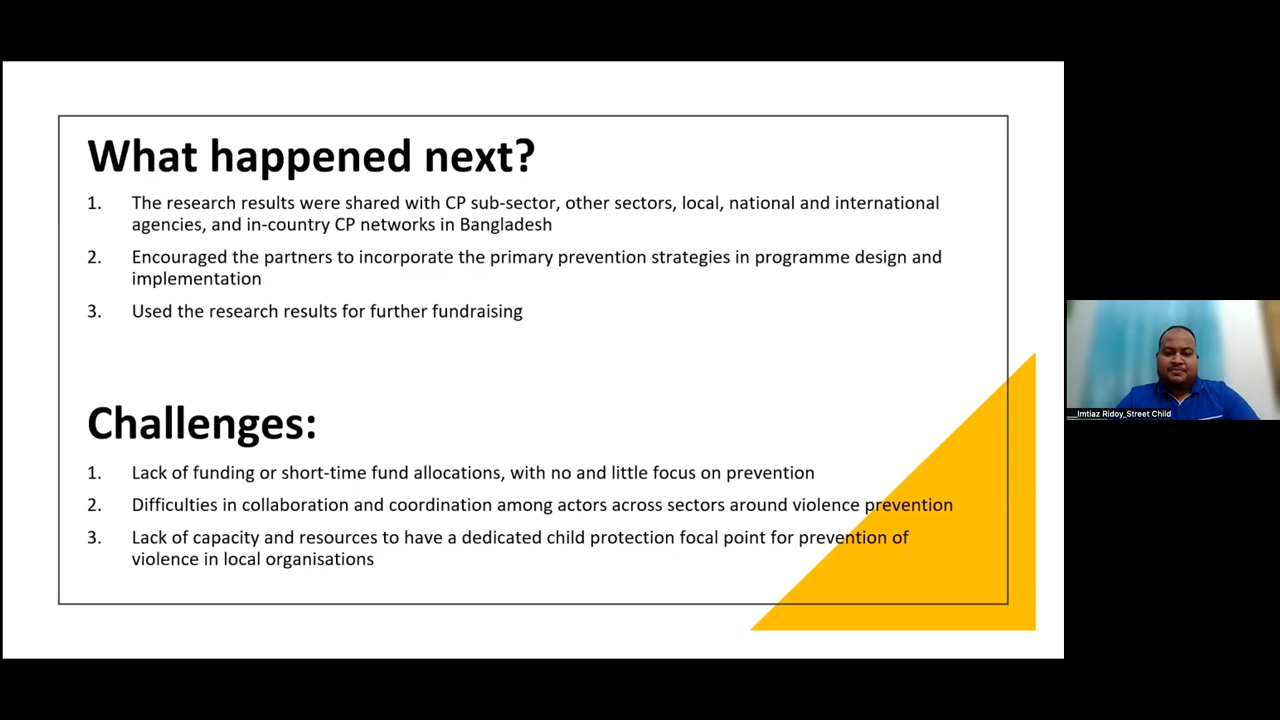 What happened next?
1. The research results were shared with CP sub-sector, other sectors, local, national and international
agencies, and in-country CP networks in Bangladesh
2. Encouraged the partners to incorporate the primary prevention strategies in programme design and
implementation
3. Used the research results for further fundraising
Challenges:
1. Lack of funding or short-time fund allocations, with no and little focus on prevention
2. Difficulties in collaboration and coordination among actors across sectors around violence prevention
3. Lack of capacity and resources to have a dedicated child protection focal point for prevention of
violence in local organisations
__Imtiaz Ridoy_Street Child